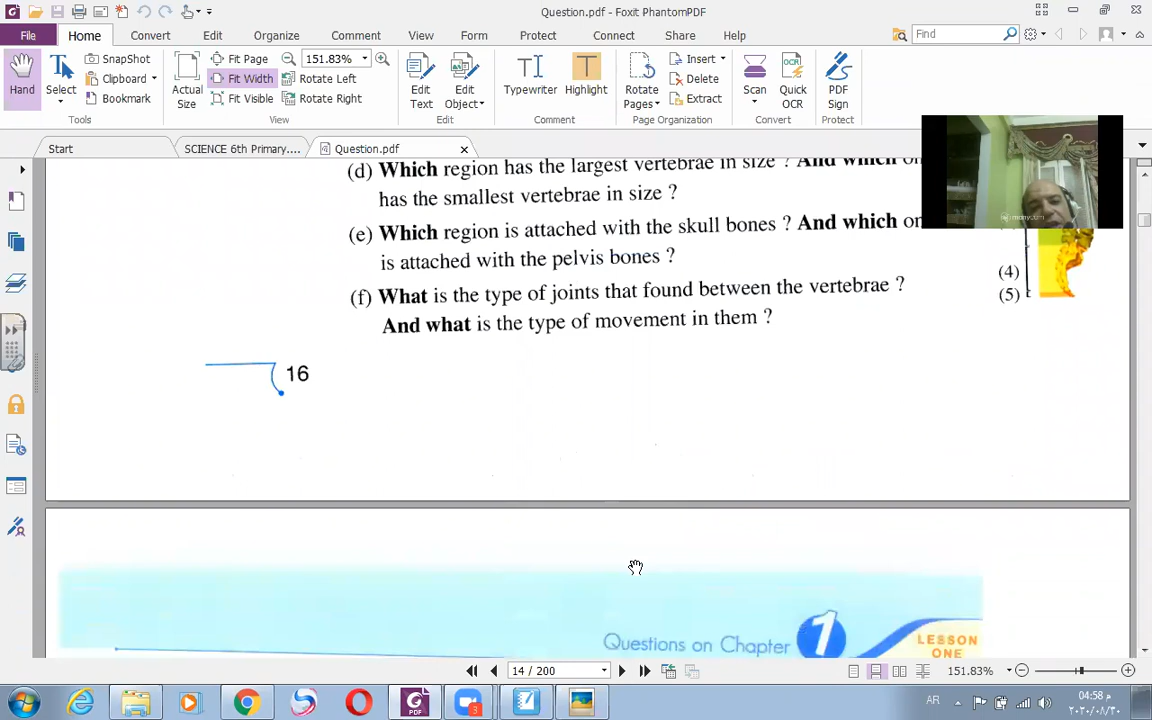 Question.pdf - Foxit PhantomPDF
File Home Convert Edit Organize Comment View Form Protect Connect Share Help Find
SnapShot Fit Page 151.83% Insert
Clipboard Fit Width Rotate Left Delete
Bookmark Fit Visible Rotate Right Extract
Hand Select Actual Size Edit Text Edit Object Typewriter Highlight Rotate Pages Scan Quick OCR PDF Sign
Tools View Edit Comment Page Organization Convert Protect
Start SCIENCE 6th Primary.... Question.pdf
(d) Which region has the largest vertebrae in size ? And which on
has the smallest vertebrae in size ?
(e) Which region is attached with the skull bones ? And which on
is attached with the pelvis bones ?
(4)
(f) What is the type of joints that found between the vertebrae ?
(5)
And what is the type of movement in them ?
16
Questions on Chapter 1 LESSON ONE
14 / 200 151.83%
AR 04:58 م
٢٠٢٠/٠٨/٣٠